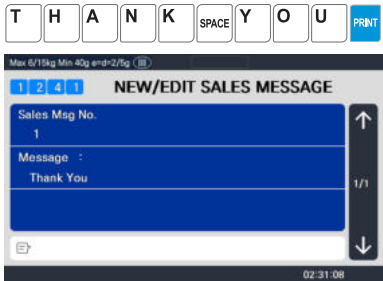 T H A N K SPACE Y O U PRINT
Max 6/15kg Min 40g e=d=2/5g (III)
1 2 4 1 NEW/EDIT SALES MESSAGE
Sales Msg No.
1
Message :
Thank You
1/1
02:31:08